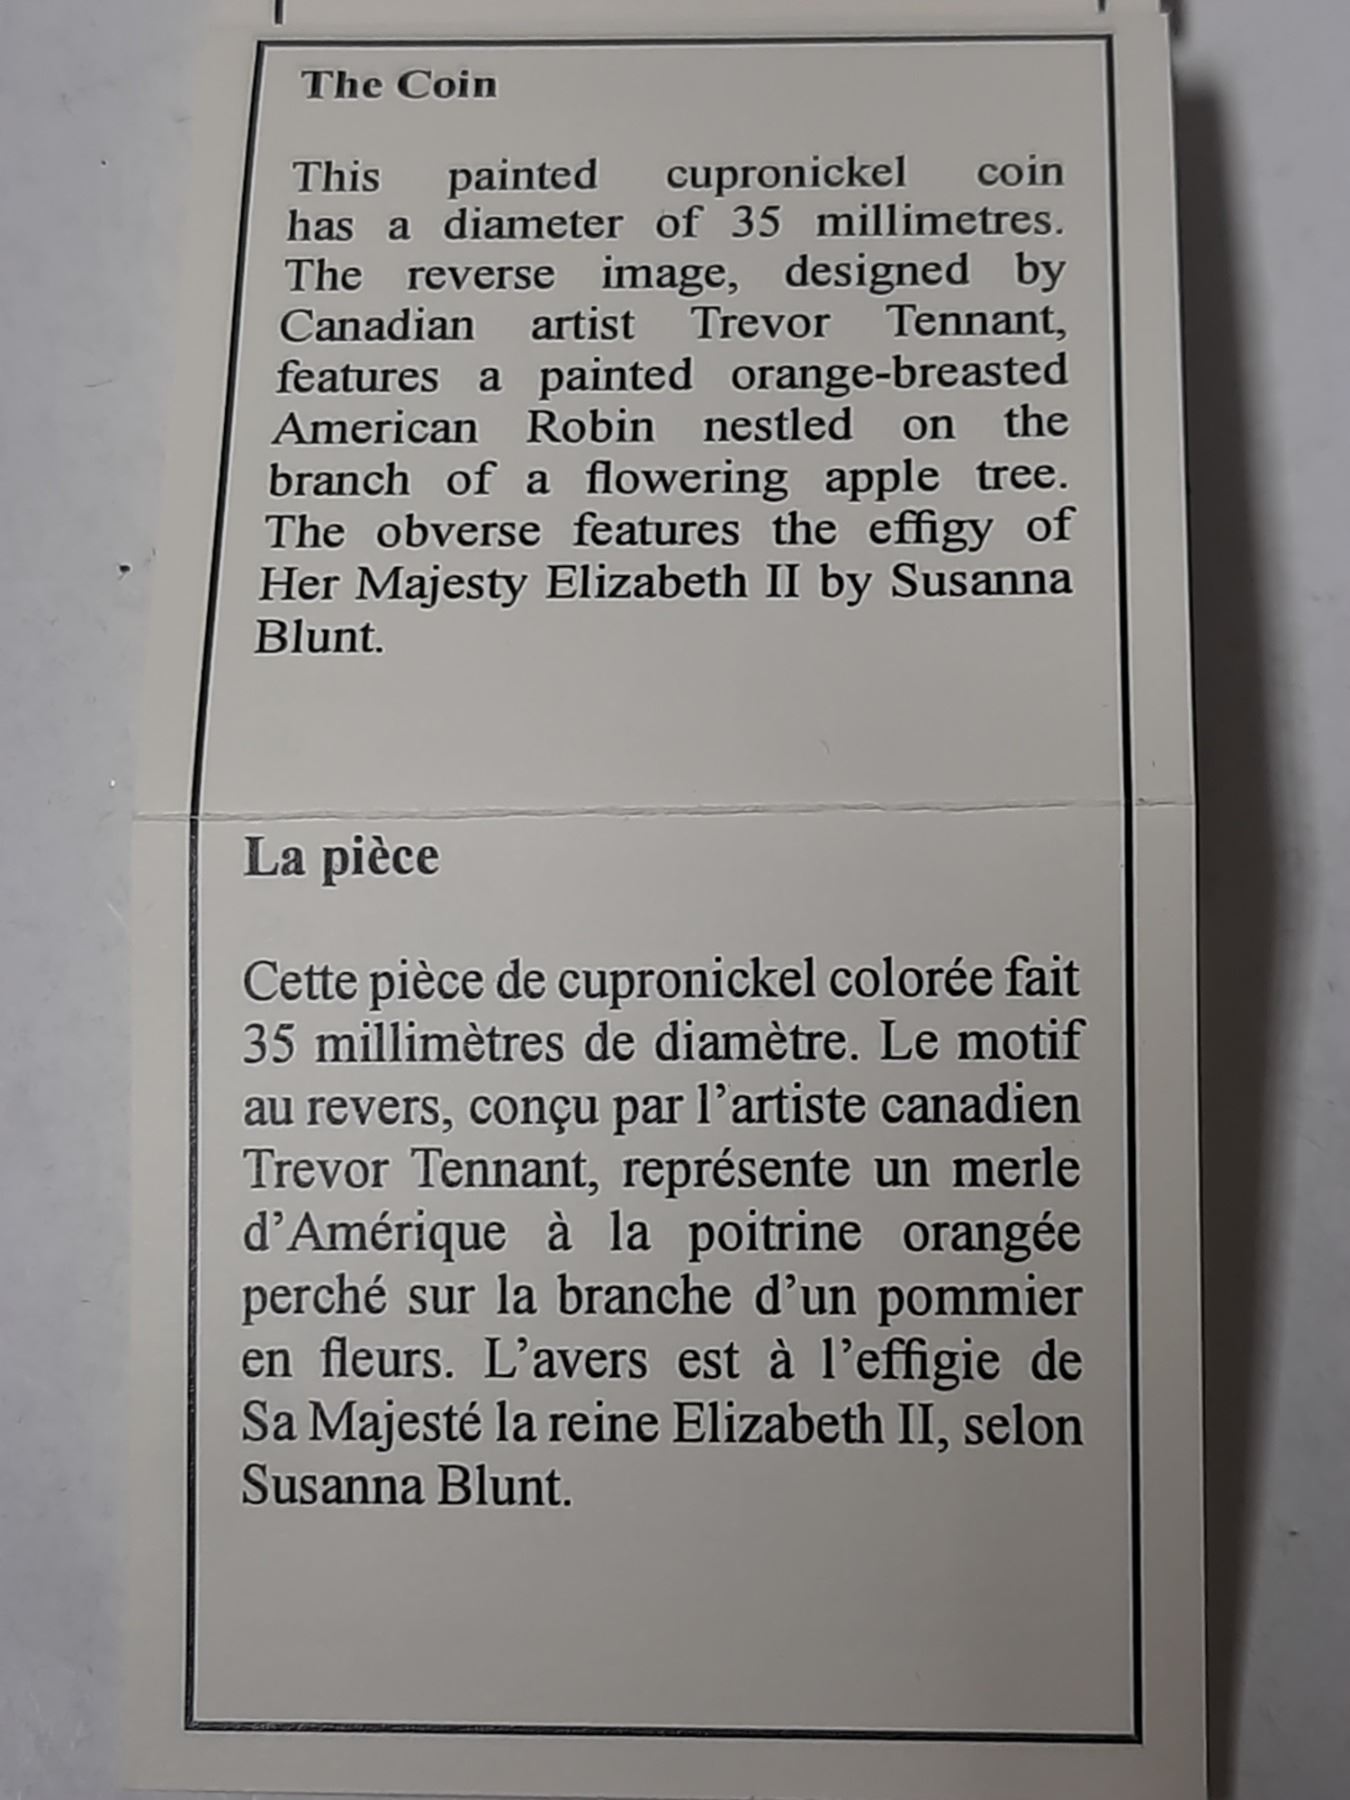 The Coin
This painted cupronickel coin
has a diameter of 35 millimetres.
The reverse image, designed by
Canadian artist Trevor Tennant,
features a painted orange-breasted
American Robin nestled on the
branch of a flowering apple tree.
The obverse features the effigy of
Her Majesty Elizabeth II by Susanna
Blunt.
La pièce
Cette pièce de cupronickel colorée fait
35 millimètres de diamètre. Le motif
au revers, conçu par l’artiste canadien
Trevor Tennant, représente un merle
d’Amérique à la poitrine orangée
perché sur la branche d’un pommier
en fleurs. L’avers est à l’effigie de
Sa Majesté la reine Elizabeth II, selon
Susanna Blunt.